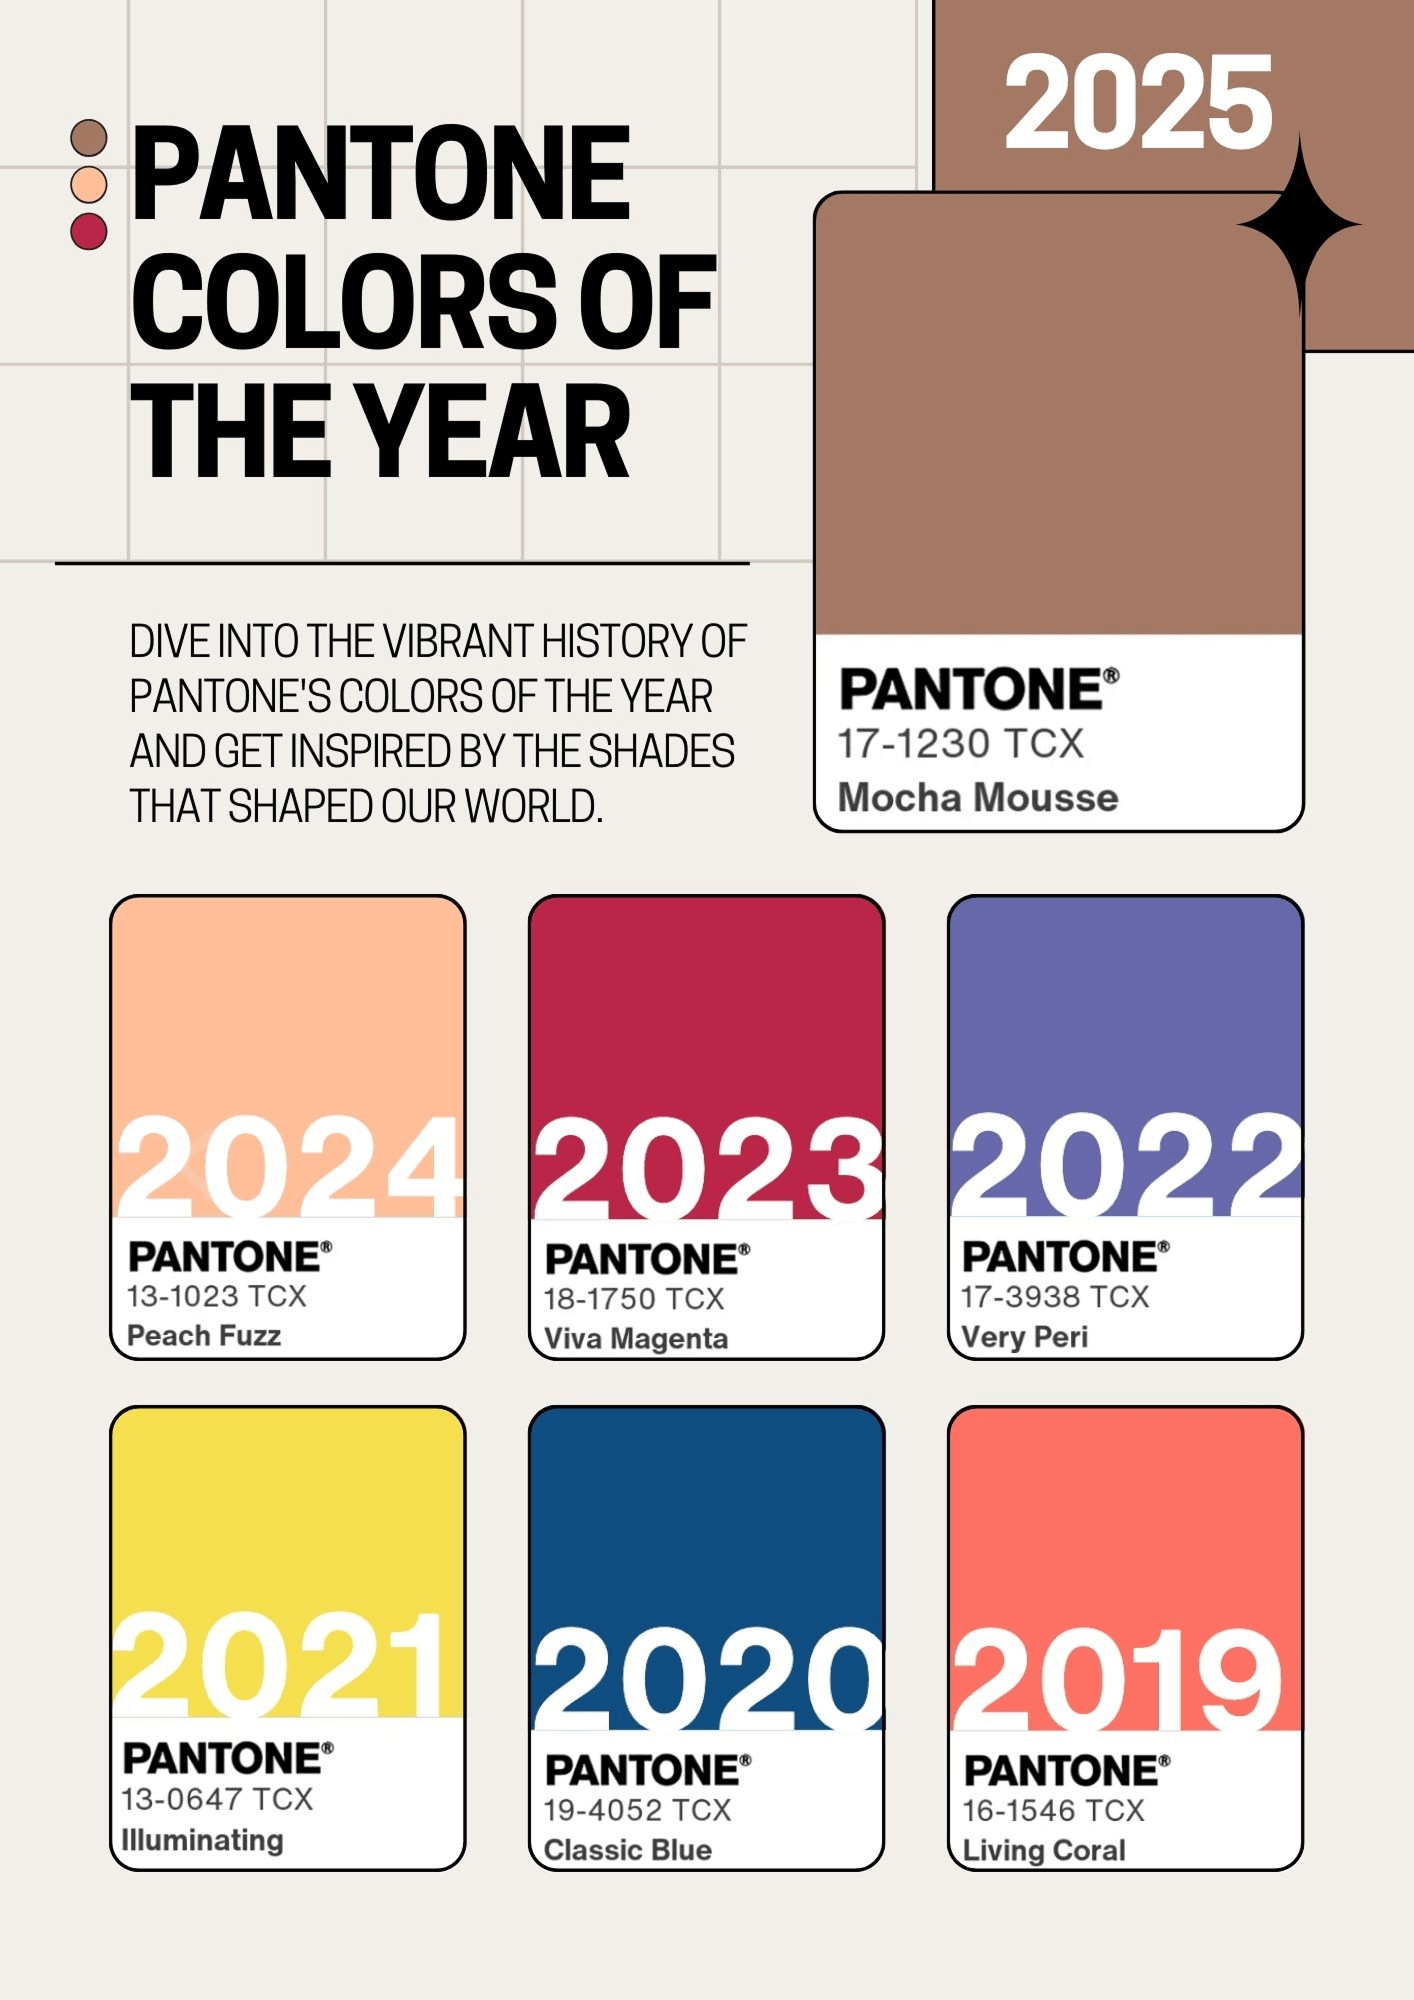 2025
PANTONE
COLORS OF
THE YEAR
DIVE INTO THE VIBRANT HISTORY OF
PANTONE'S COLORS OF THE YEAR
AND GET INSPIRED BY THE SHADES
THAT SHAPED OUR WORLD.
PANTONE®
17-1230 TCX
Mocha Mousse
2024
PANTONE®
13-1023 TCX
Peach Fuzz
2023
PANTONE®
18-1750 TCX
Viva Magenta
2022
PANTONE®
17-3938 TCX
Very Peri
2021
PANTONE®
13-0647 TCX
Illuminating
2020
PANTONE®
19-4052 TCX
Classic Blue
2019
PANTONE®
16-1546 TCX
Living Coral